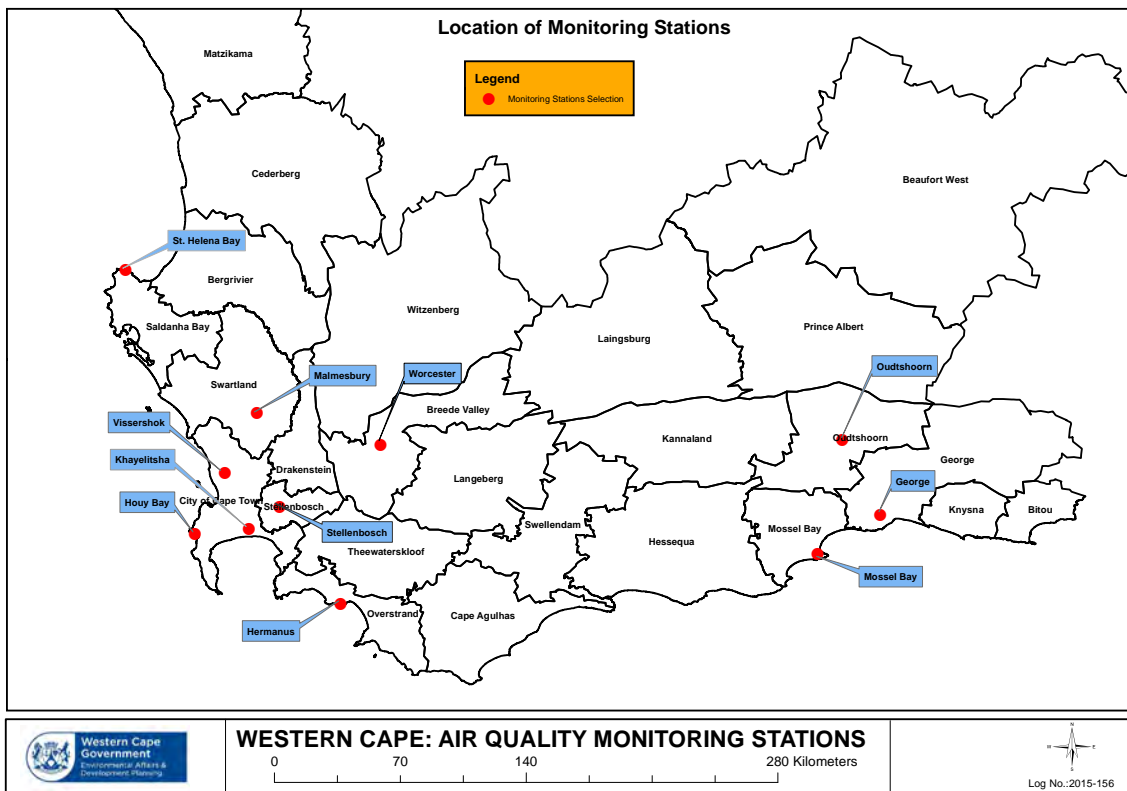 Location of Monitoring Stations
Legend
Monitoring Stations Selection
Matzikama
Cederberg
Beaufort West
St. Helena Bay
Bergrivier
Witzenberg
Saldanha Bay
Prince Albert
Laingsburg
Oudtshoorn
Malmesbury
Worcester
Swartland
Breede Valley
Vissershok
Kannaland
Oudtshoorn
Khayelitsha
Drakenstein
Langeberg
George
George
City of Cape Town
Houy Bay
Stellenbosch
Stellenbosch
Knysna
Bitou
Swellendam
Mossel Bay
Hessequa
Theewaterskloof
Mossel Bay
Hermanus
Overstrand
Cape Agulhas
Western Cape
Government
Environmental Affairs &
Development Planning
WESTERN CAPE: AIR QUALITY MONITORING STATIONS
0 70 140 280 Kilometers
N
W E
S
Log No.:2015-156